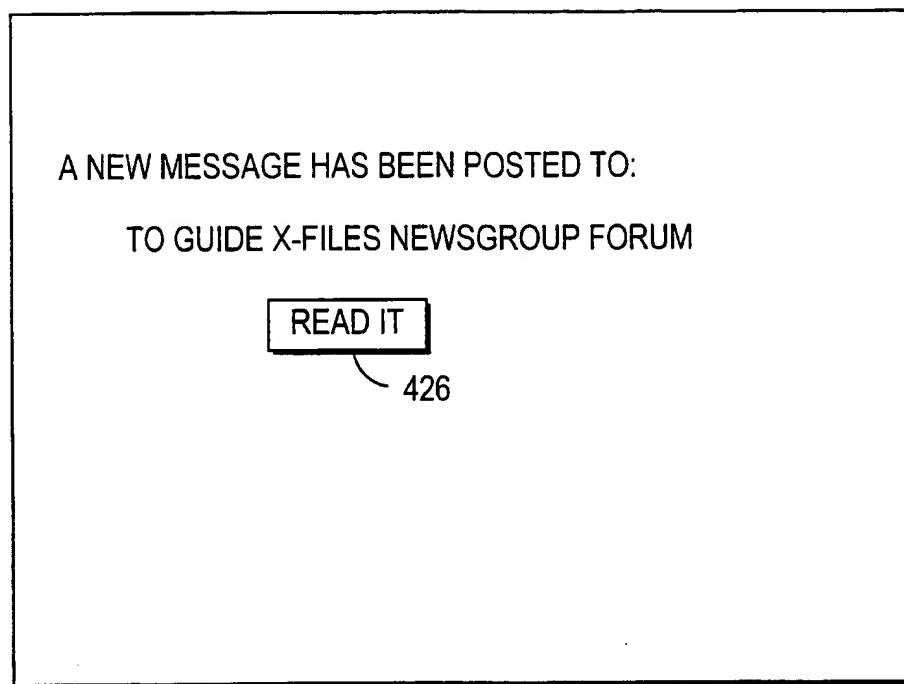 A NEW MESSAGE HAS BEEN POSTED TO:
TO GUIDE X-FILES NEWSGROUP FORUM
READ IT
426